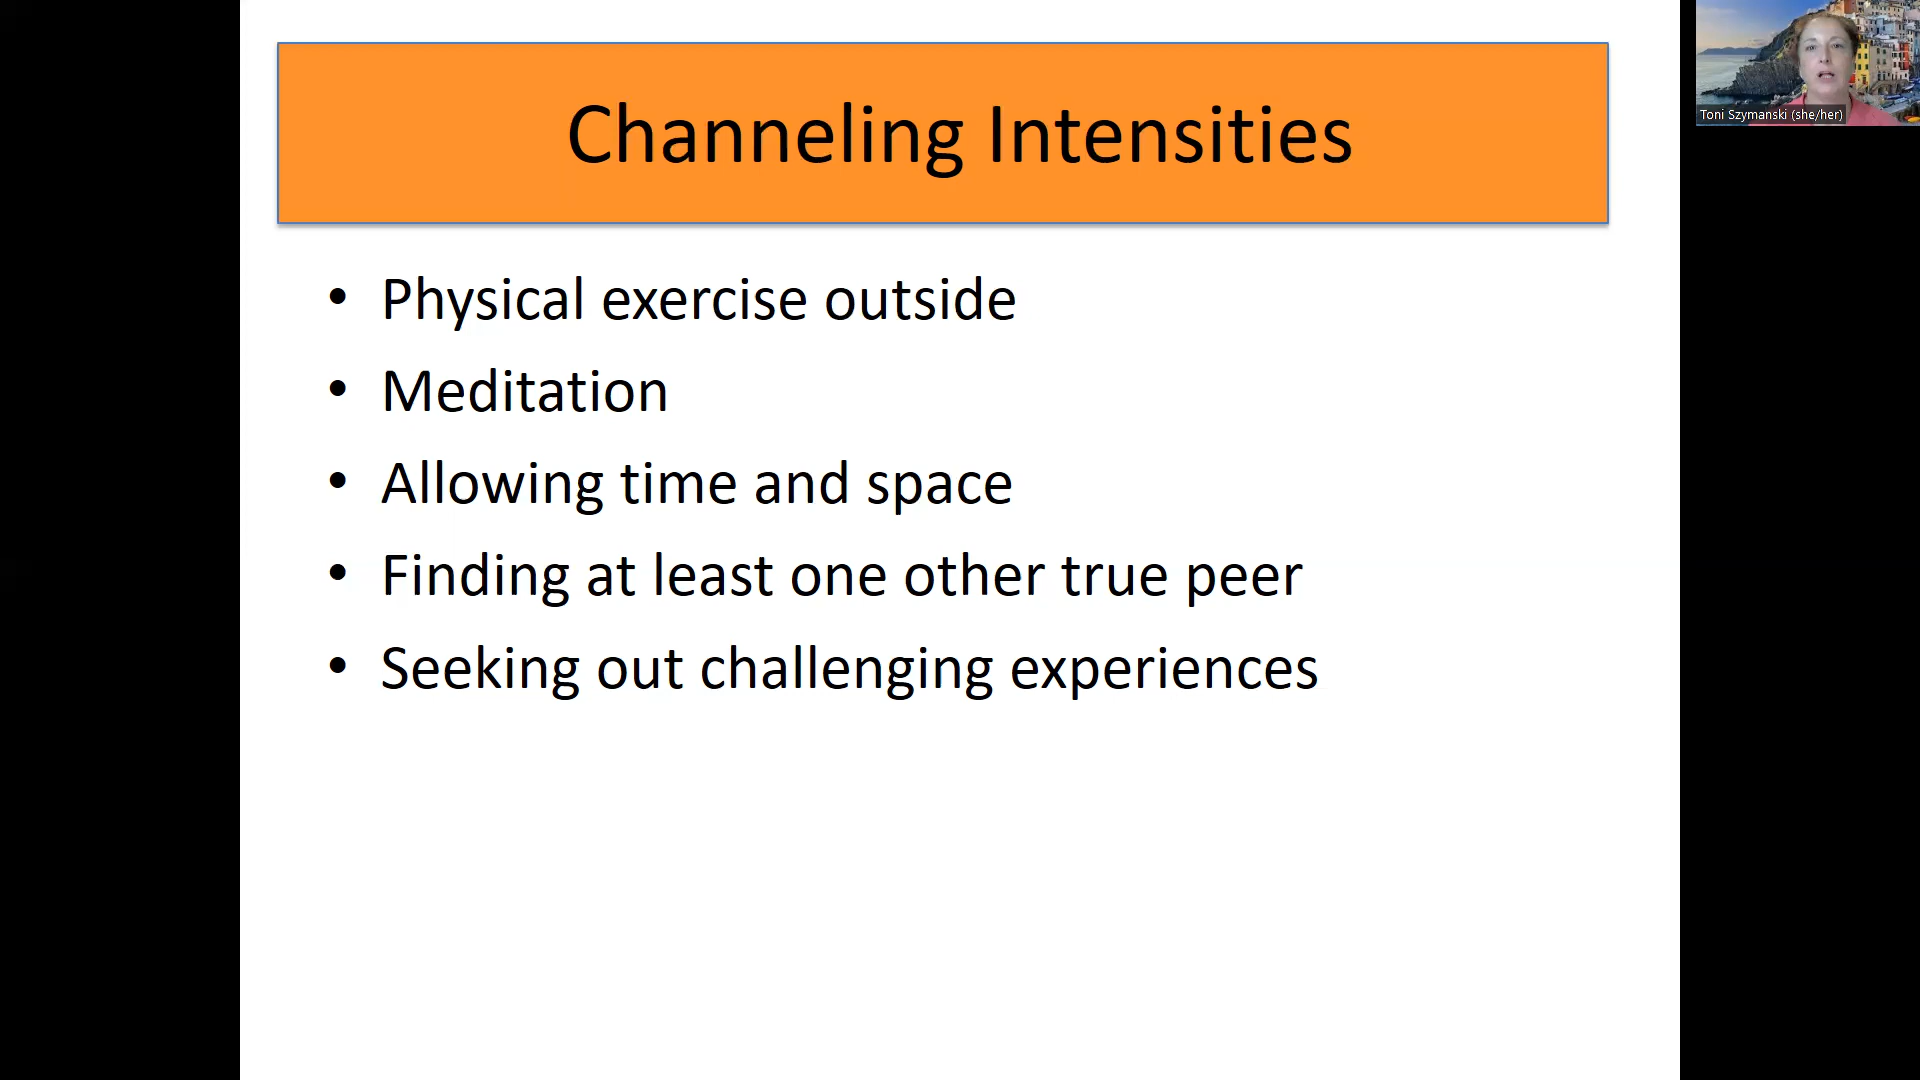 Channeling Intensities
• Physical exercise outside
• Meditation
• Allowing time and space
• Finding at least one other true peer
• Seeking out challenging experiences
Toni Szymanski (she/her)